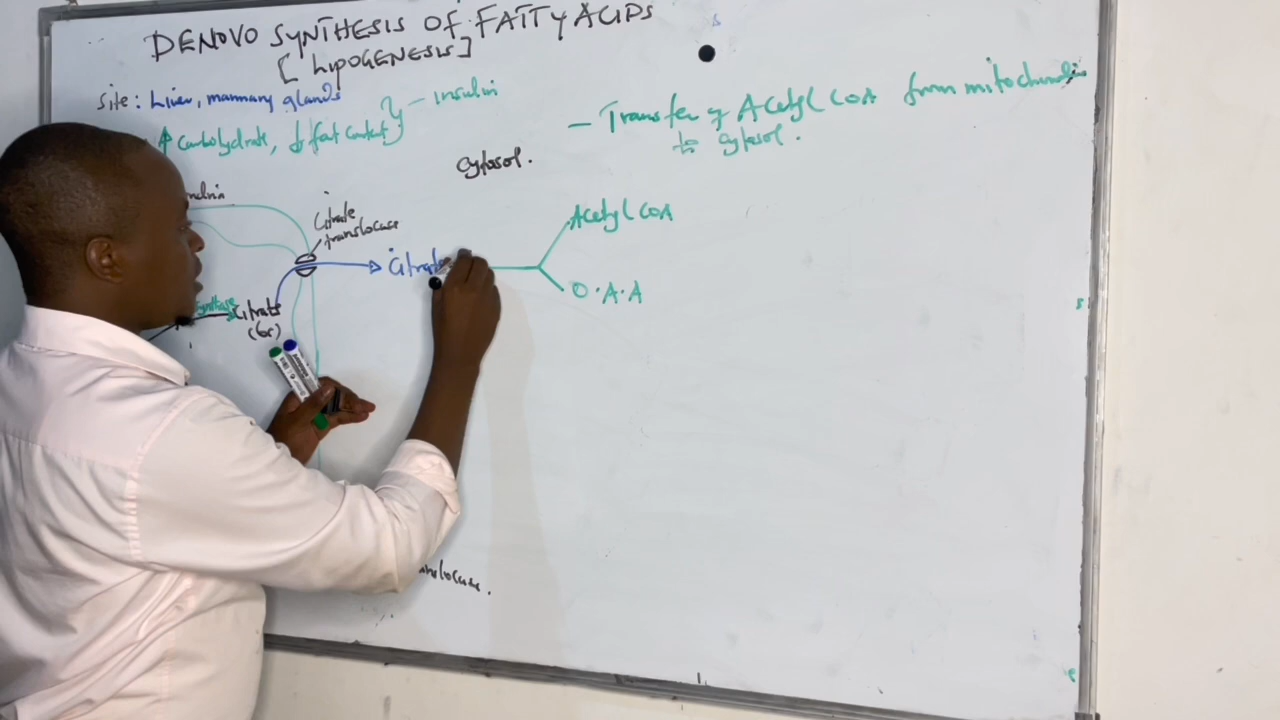 DENOVO SYNTHESIS OF FATTY ACIDS
[LIPOGENESIS]
site: Liver, mammary glands
↑ Carbohydrate, ↓ fat content } - insulin
- Transfer of Acetyl COA from mitochondria
to cytosol.
cytosol.
Citrate
translocase
Acetyl COA
Citrate
O.A.A
Synthase
Citrate
(6c)